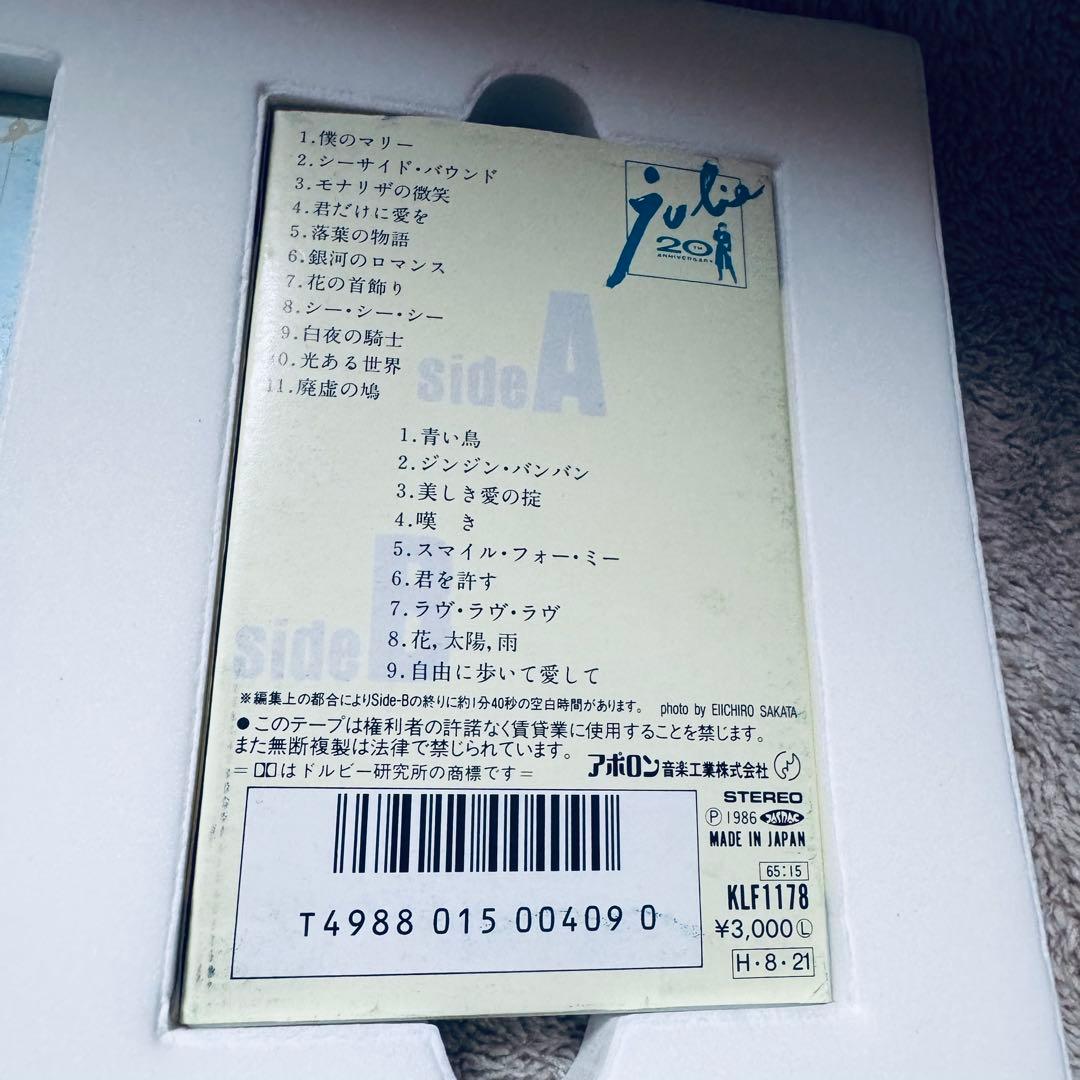 1.僕のマリー
2.シーサイド・バウンド
3.モナリザの微笑
4.君だけに愛を
5.落葉の物語
6.銀河のロマンス
7.花の首飾り
8.シー・シー・シー
9.白夜の騎士
10.光ある世界
11.廃虚の鳩
julie
20TH
ANNIVERSARY
sideA
1.青い鳥
2.ジンジン・バンバン
3.美しき愛の掟
4.嘆 き
5.スマイル・フォー・ミー
6.君を許す
7.ラヴ・ラヴ・ラヴ
8.花,太陽,雨
9.自由に歩いて愛して
sideB
※編集上の都合によりSide-Bの終りに約1分40秒の空白時間があります。 photo by EIICHIRO SAKATA
●このテープは権利者の許諾なく賃貸業に使用することを禁じます。
また無断複製は法律で禁じられています。
=はドルビー研究所の商標です= アポロン音楽工業株式会社
STEREO
Ⓟ1986 JASRAC
MADE IN JAPAN
65:15
KLF1178
¥3,000Ⓛ
H・8・21
T4988 015 00409 0